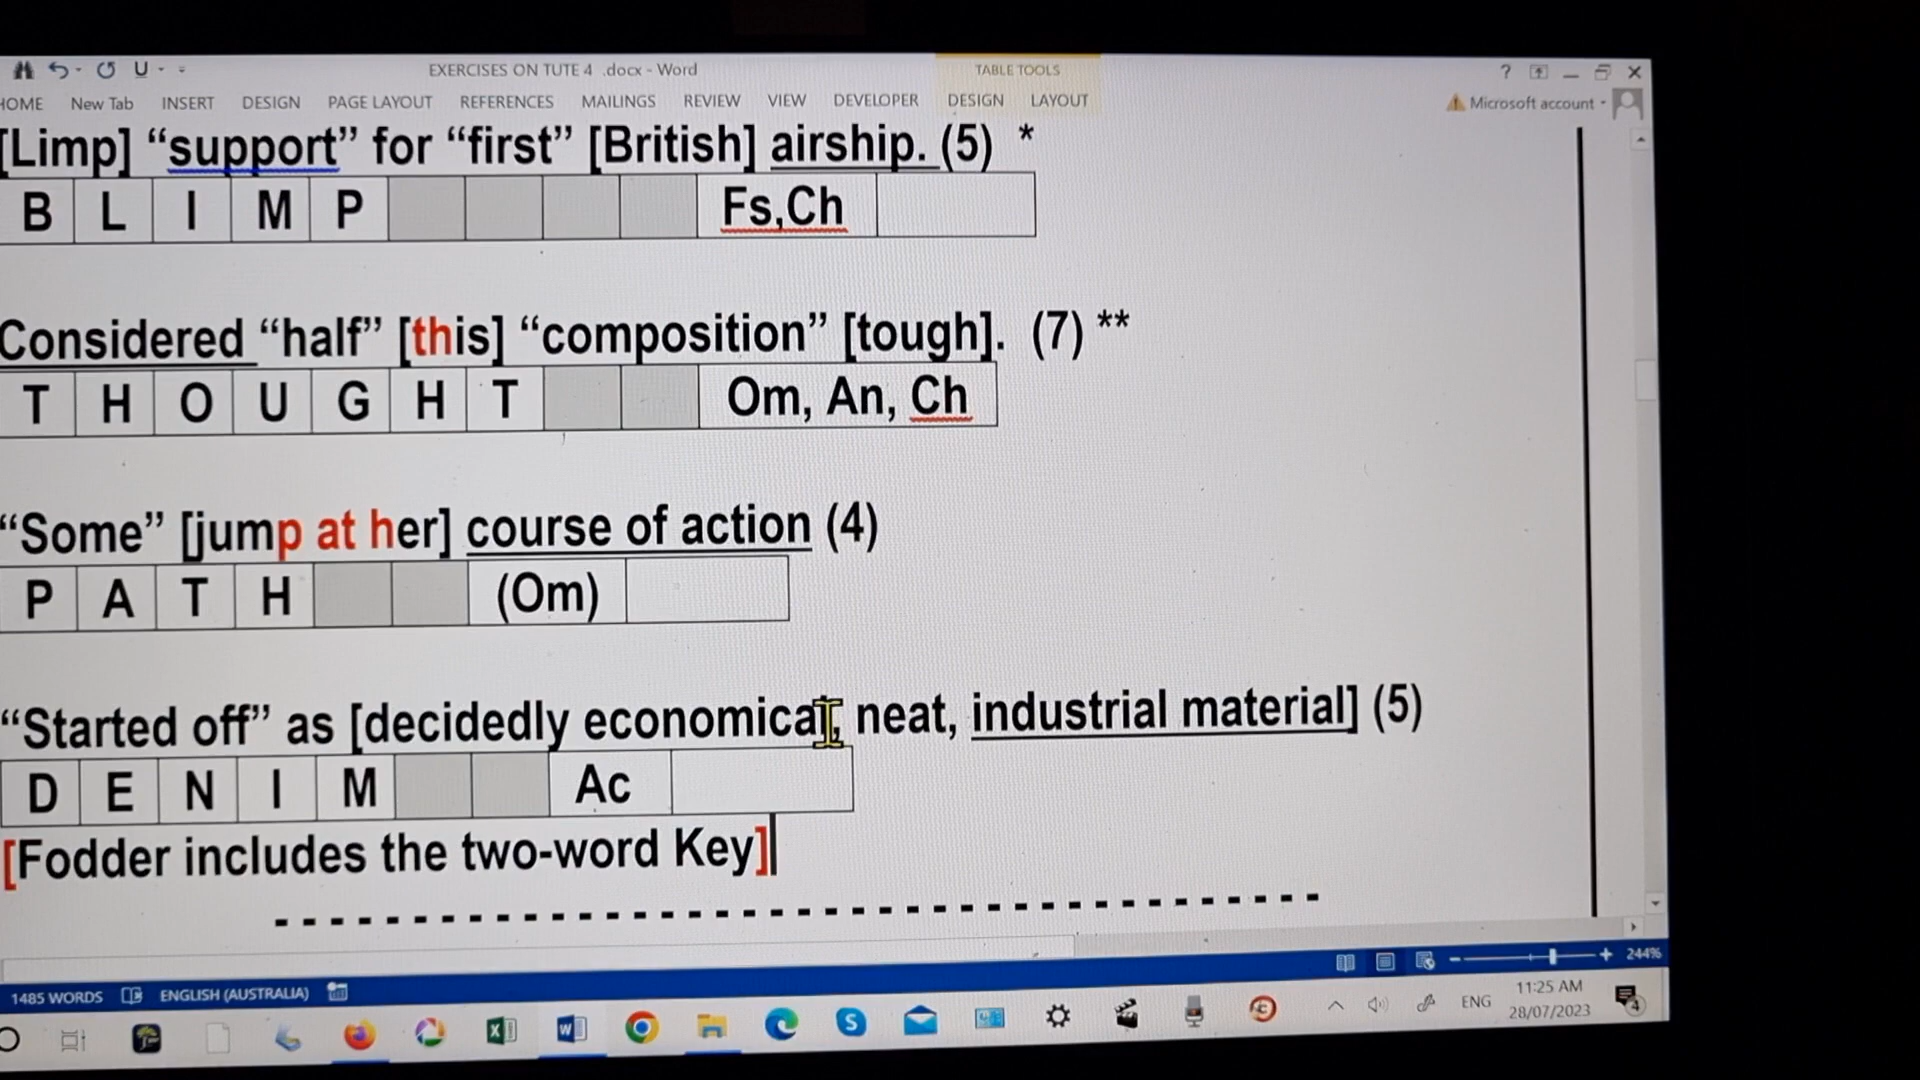 EXERCISES ON TUTE 4 .docx - Word
TABLE TOOLS
HOME New Tab INSERT DESIGN PAGE LAYOUT REFERENCES MAILINGS REVIEW VIEW DEVELOPER DESIGN LAYOUT
Microsoft account
[Limp] “support” for “first” [British] airship. (5) *
B L I M P Fs,Ch
Considered “half” [this] “composition” [tough]. (7) **
T H O U G H T Om, An, Ch
“Some” [jump at her] course of action (4)
P A T H (Om)
“Started off” as [decidedly economical, neat, industrial material] (5)
D E N I M Ac
[Fodder includes the two-word Key]
244%
1485 WORDS ENGLISH (AUSTRALIA)
11:25 AM
ENG
28/07/2023
4